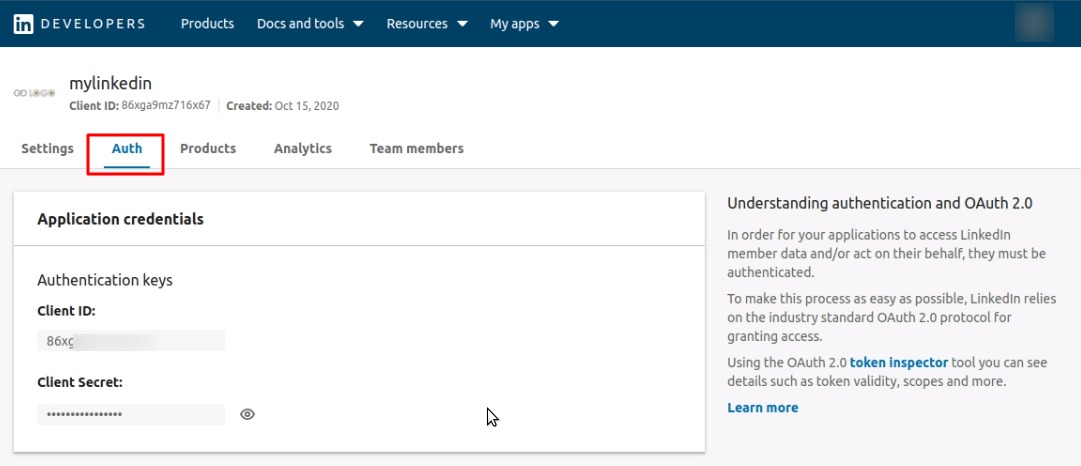 in DEVELOPERS Products Docs and tools Resources My apps
mylinkedin
Client ID: 86xga9mz716x67 Created: Oct 15, 2020
Settings Auth Products Analytics Team members
Application credentials
Authentication keys
Client ID:
86xg
Client Secret:
••••••••••••••••
Understanding authentication and OAuth 2.0
In order for your applications to access LinkedIn
member data and/or act on their behalf, they must be
authenticated.
To make this process as easy as possible, LinkedIn relies
on the industry standard OAuth 2.0 protocol for
granting access.
Using the OAuth 2.0 token inspector tool you can see
details such as token validity, scopes and more.
Learn more